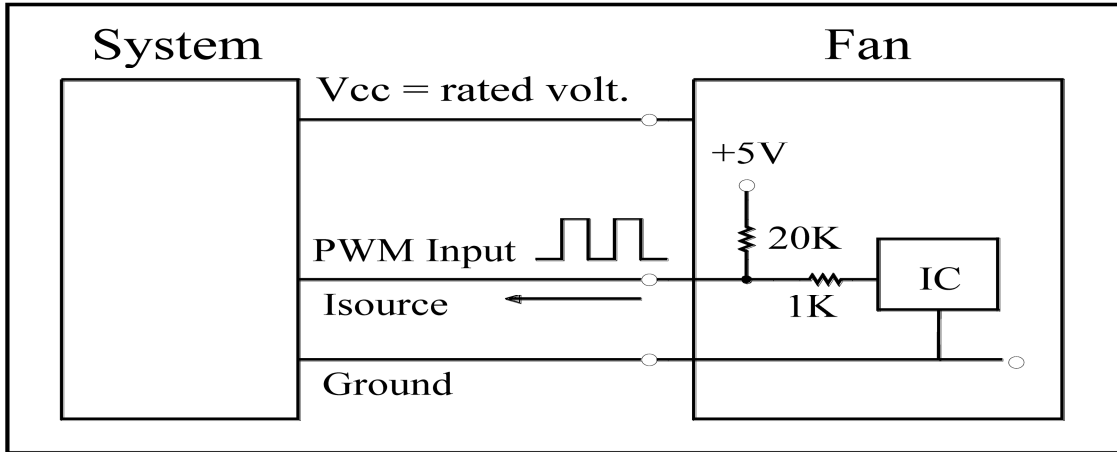 System
Fan
Vcc = rated volt.
+5V
20K
PWM Input
IC
1K
Isource
Ground